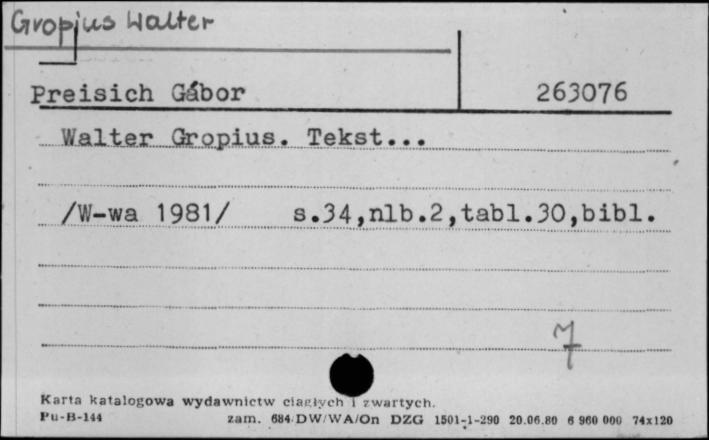 Gropius Walter
Preisich Gábor 263076
Walter Gropius. Tekst...
/W-wa 1981/ s.34,nlb.2,tabl.30,bibl.
7
Karta katalogowa wydawnictw ciągłych i zwartych.
Pu-B-144 zam. 684/DW/WA/On DZG 1501-1-290 20.06.80 6 960 000 74x120